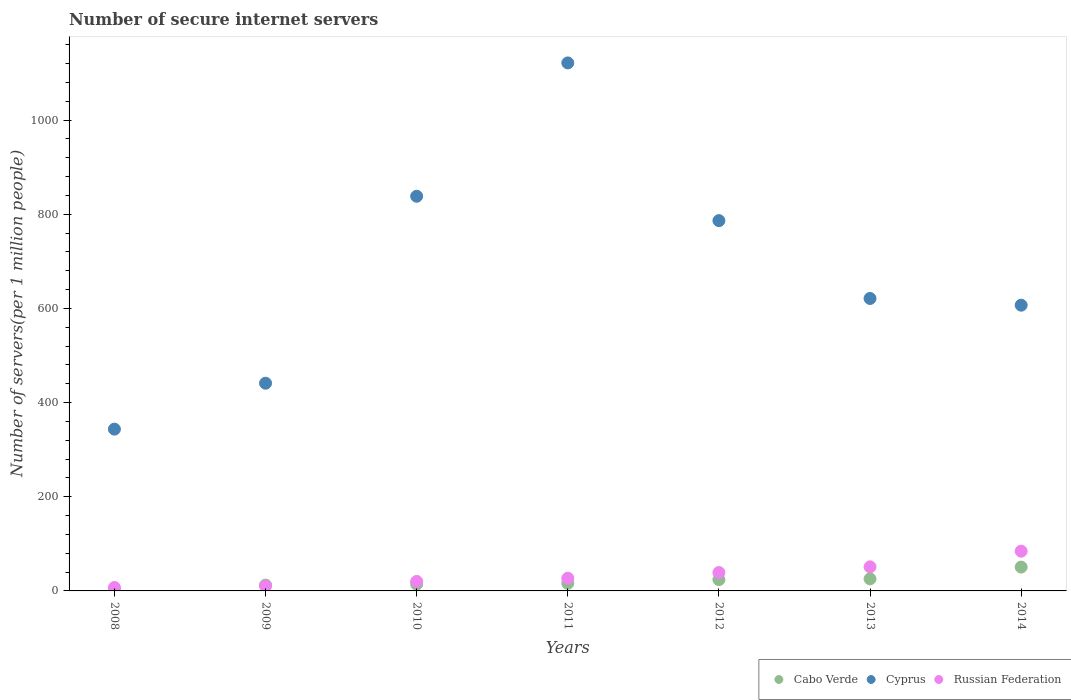 Number of secure internet servers
Number of servers(per 1 million people)
1000
800
600
400
200
0
2008
2009
2010
2011
2012
2013
2014
Years
Cabo Verde
Cyprus
Russian Federation